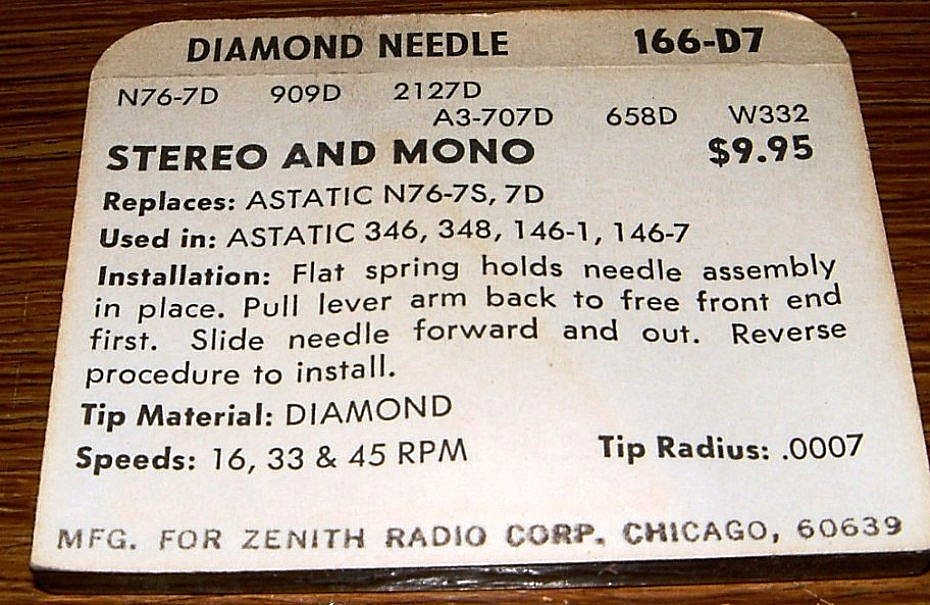 DIAMOND NEEDLE 166-D7
N76-7D 909D 2127D
A3-707D 658D W332
STEREO AND MONO $9.95
Replaces: ASTATIC N76-7S, 7D
Used in: ASTATIC 346, 348, 146-1, 146-7
Installation: Flat spring holds needle assembly
in place. Pull lever arm back to free front end
first. Slide needle forward and out. Reverse
procedure to install.
Tip Material: DIAMOND
Speeds: 16, 33 & 45 RPM Tip Radius: .0007
MFG. FOR ZENITH RADIO CORP. CHICAGO, 60639